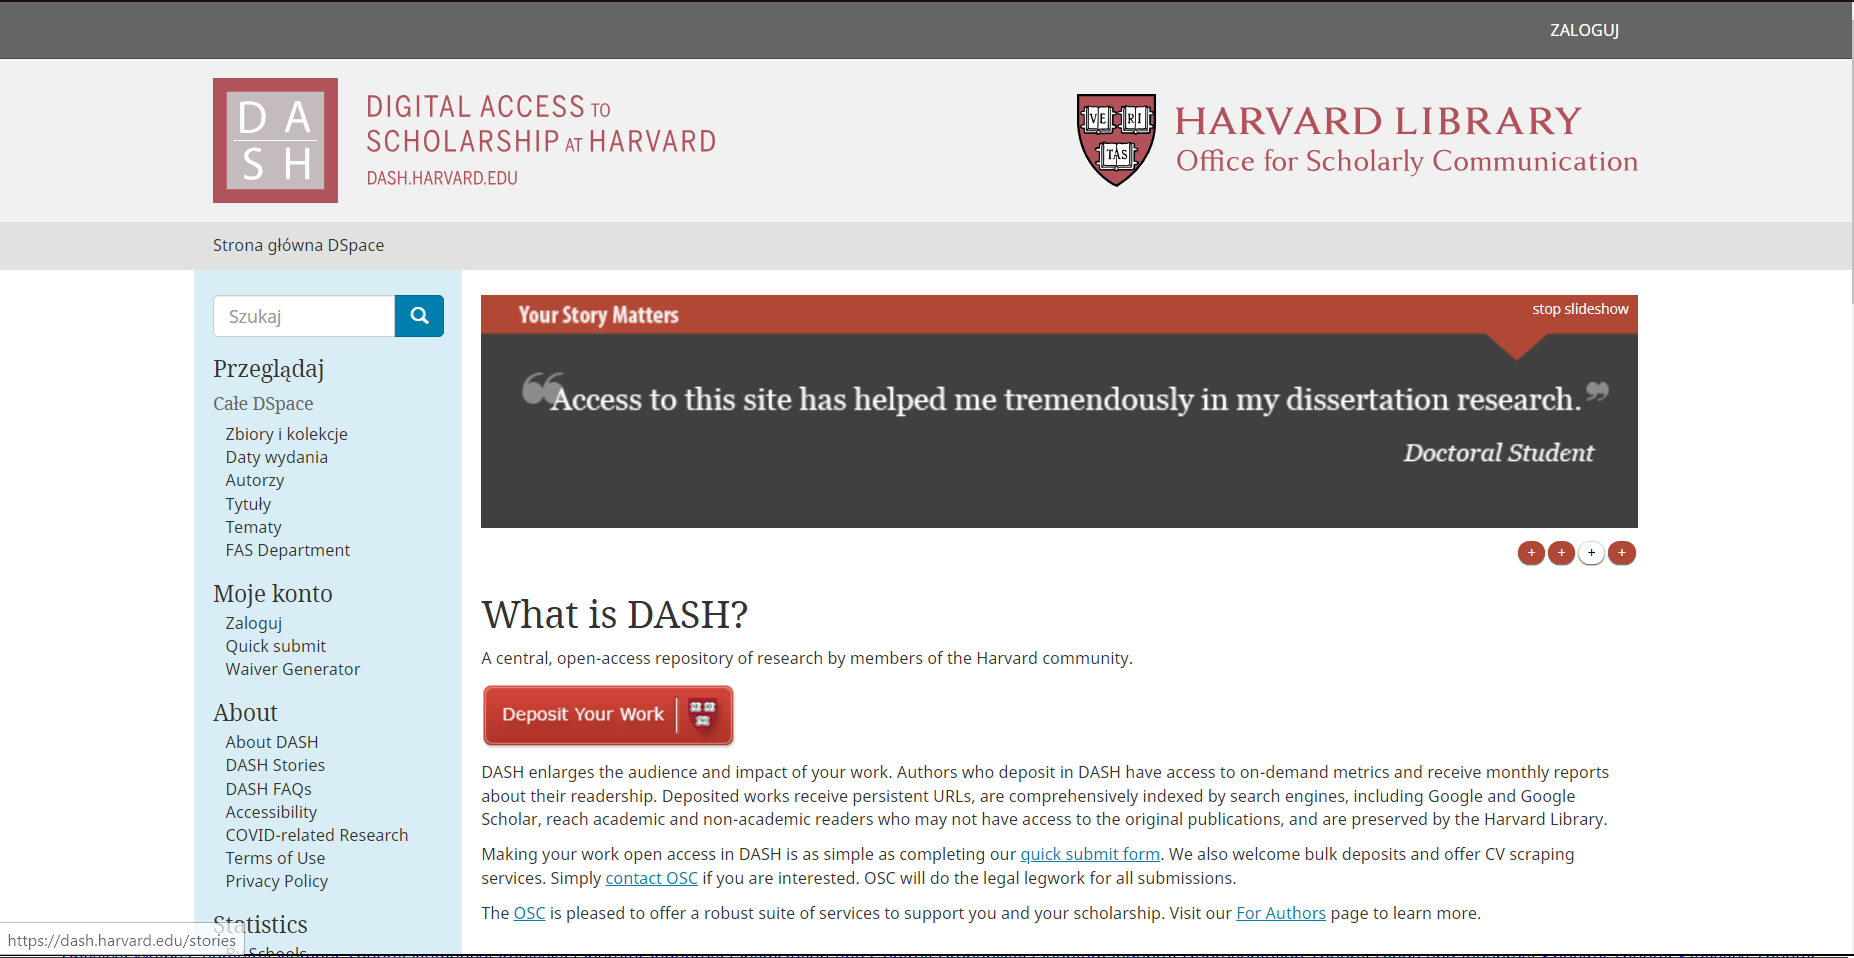 ZALOGUJ
D A
S H
DIGITAL ACCESS TO
SCHOLARSHIP AT HARVARD
DASH.HARVARD.EDU
VE RI
TAS
HARVARD LIBRARY
Office for Scholarly Communication
Strona główna DSpace
Szukaj
Przeglądaj
Całe DSpace
Zbiory i kolekcje
Daty wydania
Autorzy
Tytuły
Tematy
FAS Department
Moje konto
Zaloguj
Quick submit
Waiver Generator
About
About DASH
DASH Stories
DASH FAQs
Accessibility
COVID-related Research
Terms of Use
Privacy Policy
Statistics
By Schools
https://dash.harvard.edu/stories
Your Story Matters
stop slideshow
“Access to this site has helped me tremendously in my dissertation research.”
Doctoral Student
+ + + +
What is DASH?
A central, open-access repository of research by members of the Harvard community.
Deposit Your Work
DASH enlarges the audience and impact of your work. Authors who deposit in DASH have access to on-demand metrics and receive monthly reports
about their readership. Deposited works receive persistent URLs, are comprehensively indexed by search engines, including Google and Google
Scholar, reach academic and non-academic readers who may not have access to the original publications, and are preserved by the Harvard Library.
Making your work open access in DASH is as simple as completing our quick submit form. We also welcome bulk deposits and offer CV scraping
services. Simply contact OSC if you are interested. OSC will do the legal legwork for all submissions.
The OSC is pleased to offer a robust suite of services to support you and your scholarship. Visit our For Authors page to learn more.